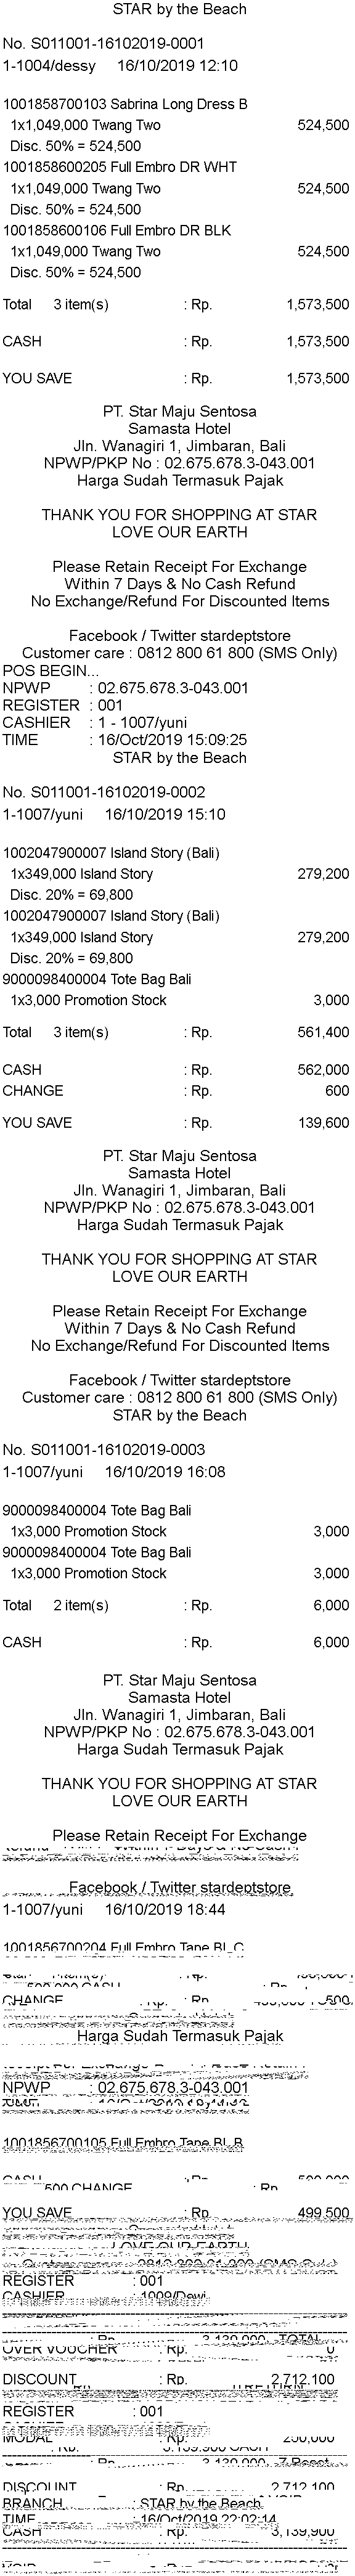 STAR by the Beach
No. S011001-16102019-0001
1-1004/dessy 16/10/2019 12:10
1001858700103 Sabrina Long Dress B
1x1,049,000 Twang Two 524,500
Disc. 50% = 524,500
1001858600205 Full Embro DR WHT
1x1,049,000 Twang Two 524,500
Disc. 50% = 524,500
1001858600106 Full Embro DR BLK
1x1,049,000 Twang Two 524,500
Disc. 50% = 524,500
Total 3 item(s) : Rp. 1,573,500
CASH : Rp. 1,573,500
YOU SAVE : Rp. 1,573,500
PT. Star Maju Sentosa
Samasta Hotel
Jln. Wanagiri 1, Jimbaran, Bali
NPWP/PKP No : 02.675.678.3-043.001
Harga Sudah Termasuk Pajak
THANK YOU FOR SHOPPING AT STAR
LOVE OUR EARTH
Please Retain Receipt For Exchange
Within 7 Days & No Cash Refund
No Exchange/Refund For Discounted Items
Facebook / Twitter stardeptstore
Customer care : 0812 800 61 800 (SMS Only)
POS BEGIN...
NPWP : 02.675.678.3-043.001
REGISTER : 001
CASHIER : 1 - 1007/yuni
TIME : 16/Oct/2019 15:09:25
STAR by the Beach
No. S011001-16102019-0002
1-1007/yuni 16/10/2019 15:10
1002047900007 Island Story (Bali)
1x349,000 Island Story 279,200
Disc. 20% = 69,800
1002047900007 Island Story (Bali)
1x349,000 Island Story 279,200
Disc. 20% = 69,800
9000098400004 Tote Bag Bali
1x3,000 Promotion Stock 3,000
Total 3 item(s) : Rp. 561,400
CASH : Rp. 562,000
CHANGE : Rp. 600
YOU SAVE : Rp. 139,600
PT. Star Maju Sentosa
Samasta Hotel
Jln. Wanagiri 1, Jimbaran, Bali
NPWP/PKP No : 02.675.678.3-043.001
Harga Sudah Termasuk Pajak
THANK YOU FOR SHOPPING AT STAR
LOVE OUR EARTH
Please Retain Receipt For Exchange
Within 7 Days & No Cash Refund
No Exchange/Refund For Discounted Items
Facebook / Twitter stardeptstore
Customer care : 0812 800 61 800 (SMS Only)
STAR by the Beach
No. S011001-16102019-0003
1-1007/yuni 16/10/2019 16:08
9000098400004 Tote Bag Bali
1x3,000 Promotion Stock 3,000
9000098400004 Tote Bag Bali
1x3,000 Promotion Stock 3,000
Total 2 item(s) : Rp. 6,000
CASH : Rp. 6,000
PT. Star Maju Sentosa
Samasta Hotel
Jln. Wanagiri 1, Jimbaran, Bali
NPWP/PKP No : 02.675.678.3-043.001
Harga Sudah Termasuk Pajak
THANK YOU FOR SHOPPING AT STAR
LOVE OUR EARTH
Please Retain Receipt For Exchange
Facebook / Twitter stardeptstore
1-1007/yuni 16/10/2019 18:44
1001856700204 Full Embro Tape BL C
CHANGE : Rp. 500
Harga Sudah Termasuk Pajak
NPWP : 02.675.678.3-043.001
1001856700105 Full Embro Tape BL B
500 CHANGE : Rp.
YOU SAVE : Rp. 499,500
LOVE OUR EARTH
REGISTER : 001
CASHIER : 1009/Dewi
OVER VOUCHER : Rp. 0
DISCOUNT : Rp. 2,712,100
REGISTER : 001
MODAL : Rp. 250,000
DISCOUNT : Rp. 2,712,100
BRANCH : STAR by the Beach
TIME : 16/Oct/2019 22:02:14
CASH : Rp. 3,139,900